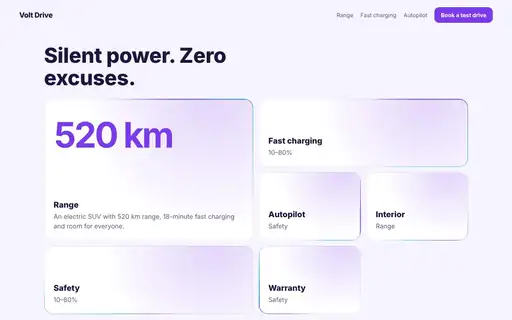 Volt Drive
Range Fast charging Autopilot Book a test drive
Silent power. Zero
excuses.
520 km
Range
An electric SUV with 520 km range, 18-minute fast charging
and room for everyone.
Fast charging
10–80%
Autopilot
Safety
Interior
Range
Safety
10–80%
Warranty
Safety